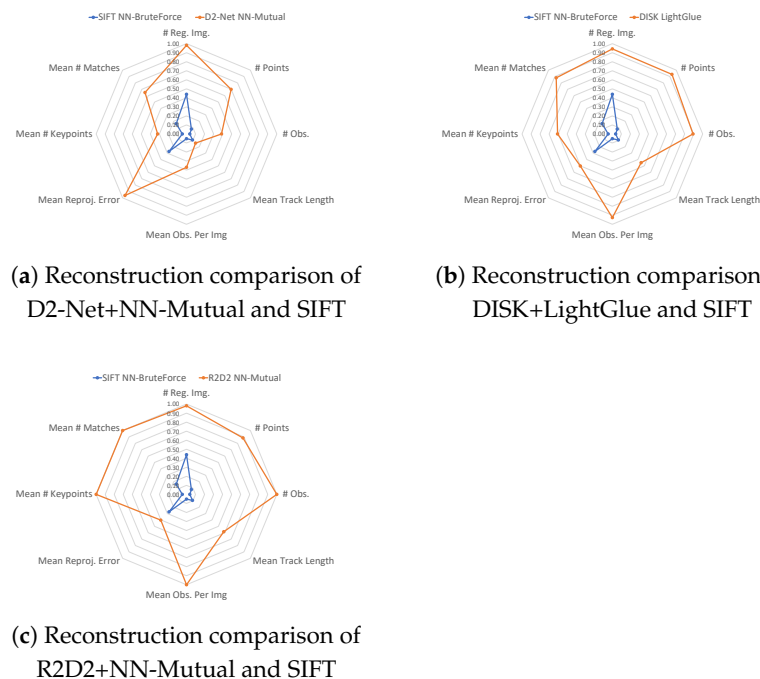 SIFT NN-BruteForce D2-Net NN-Mutual
# Reg. Img.
1.00
0.90
0.80
0.70
0.60
0.50
0.40
0.30
0.20
0.10
0.00
# Points
# Obs.
Mean Track Length
Mean Obs. Per Img
Mean Reproj. Error
Mean # Keypoints
Mean # Matches
(a) Reconstruction comparison of
D2-Net+NN-Mutual and SIFT
SIFT NN-BruteForce DISK LightGlue
# Reg. Img.
1.00
0.90
0.80
0.70
0.60
0.50
0.40
0.30
0.20
0.10
0.00
# Points
# Obs.
Mean Track Length
Mean Obs. Per Img
Mean Reproj. Error
Mean # Keypoints
Mean # Matches
(b) Reconstruction comparison
DISK+LightGlue and SIFT
SIFT NN-BruteForce R2D2 NN-Mutual
# Reg. Img.
1.00
0.90
0.80
0.70
0.60
0.50
0.40
0.30
0.20
0.10
0.00
# Points
# Obs.
Mean Track Length
Mean Obs. Per Img
Mean Reproj. Error
Mean # Keypoints
Mean # Matches
(c) Reconstruction comparison of
R2D2+NN-Mutual and SIFT